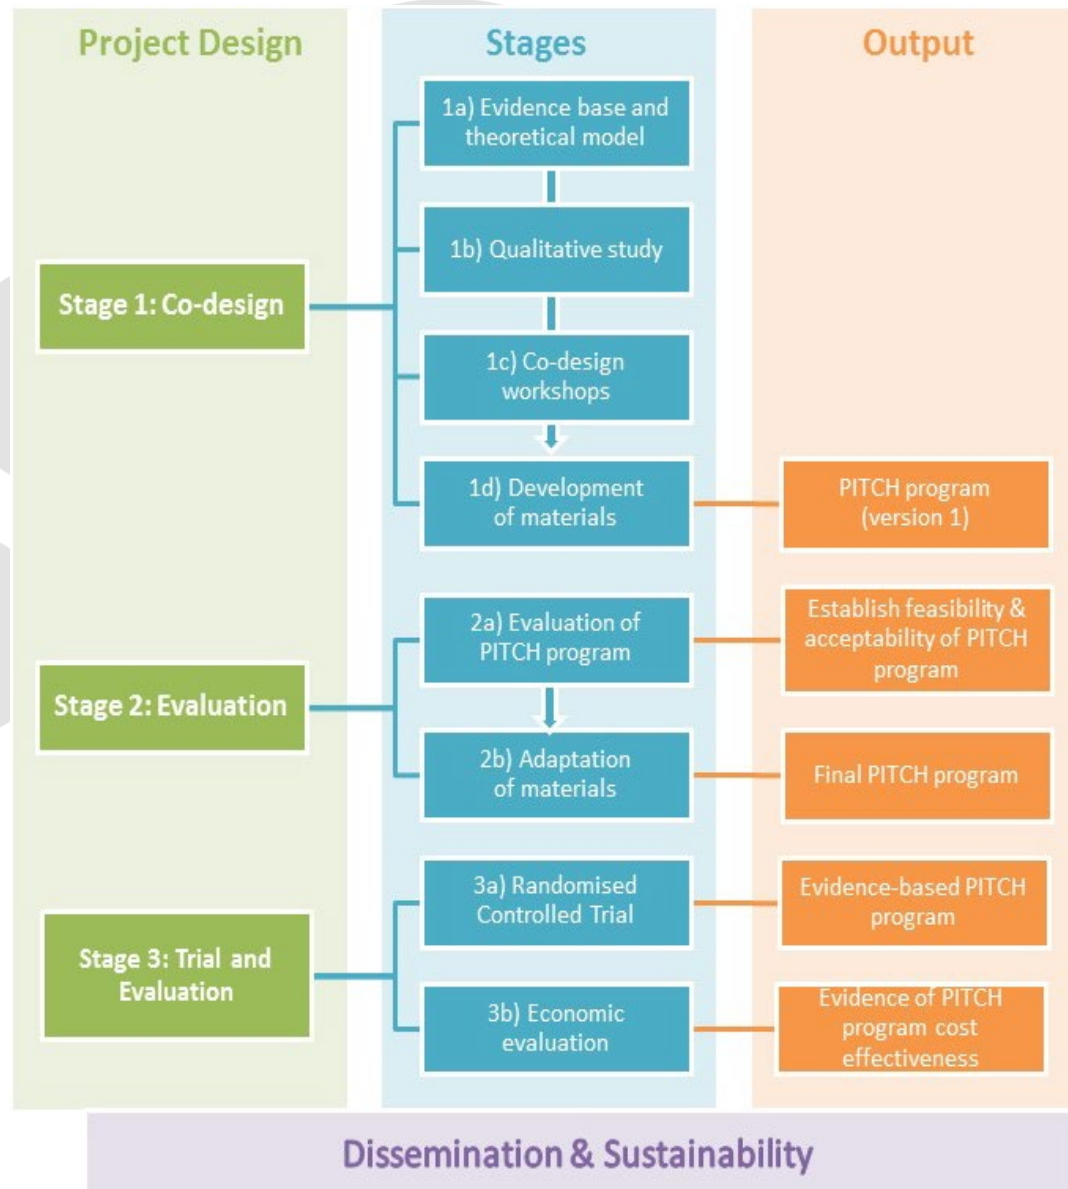 Project Design
Stages
Output
Stage 1: Co-design
1a) Evidence base and
theoretical model
1b) Qualitative study
1c) Co-design
workshops
1d) Development
of materials
PITCH program
(version 1)
Stage 2: Evaluation
2a) Evaluation of
PITCH program
Establish feasibility &
acceptability of PITCH
program
2b) Adaptation
of materials
Final PITCH program
Stage 3: Trial and
Evaluation
3a) Randomised
Controlled Trial
Evidence-based PITCH
program
3b) Economic
evaluation
Evidence of PITCH
program cost
effectiveness
Dissemination & Sustainability